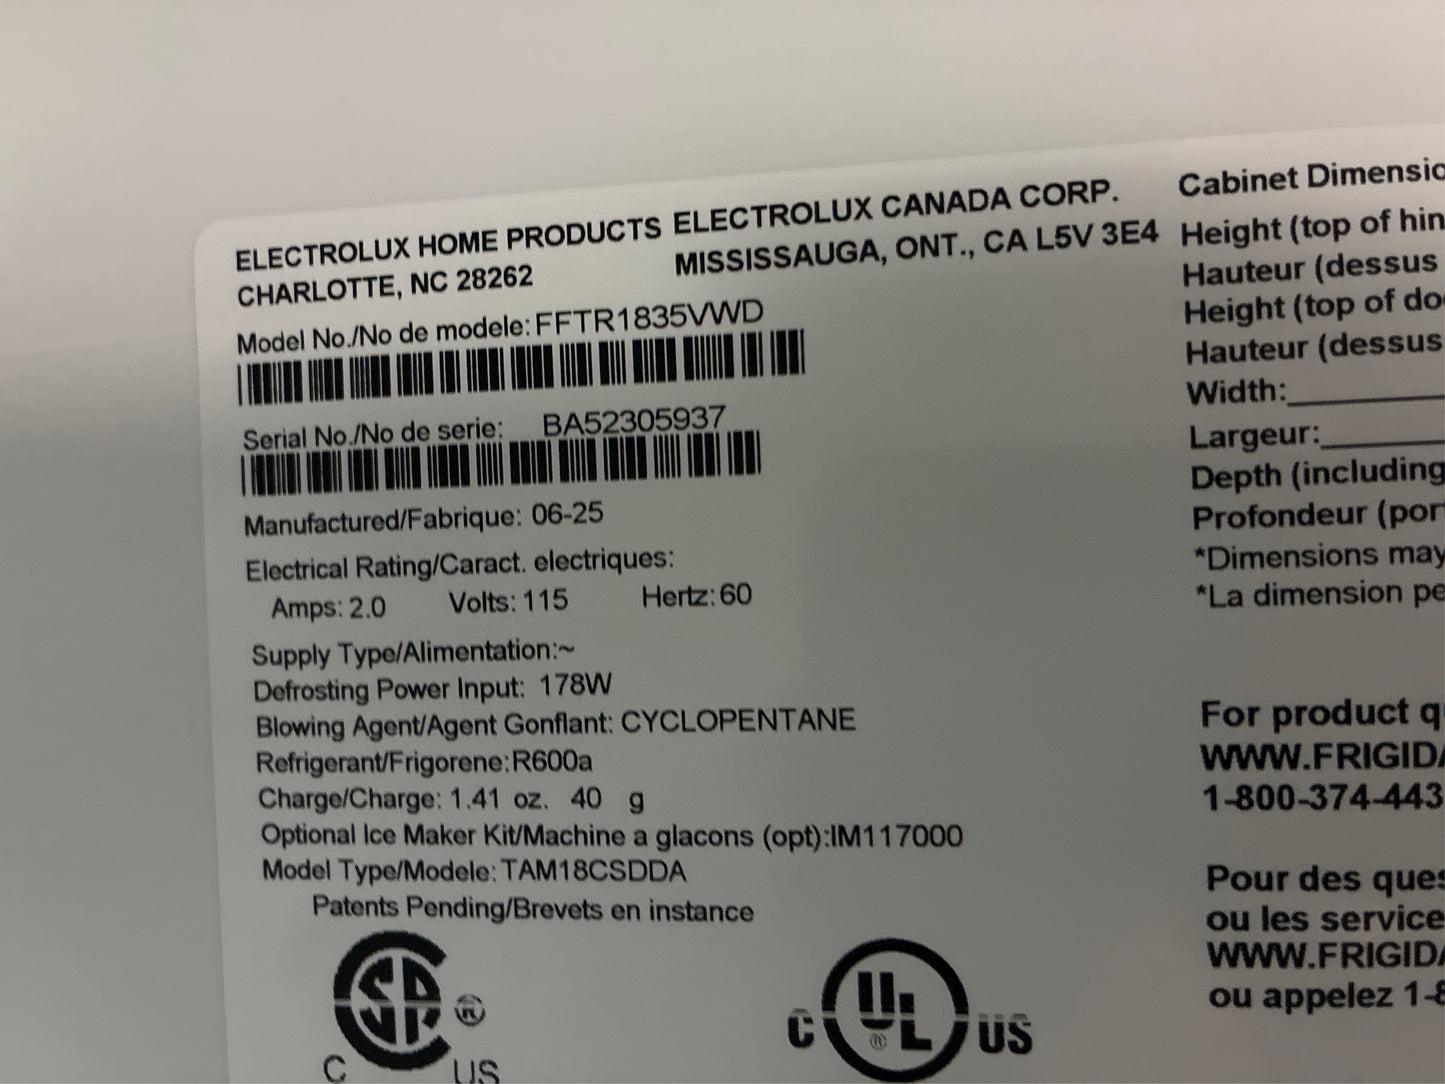 ELECTROLUX HOME PRODUCTS
CHARLOTTE, NC 28262
ELECTROLUX CANADA CORP.
MISSISSAUGA, ONT., CA L5V 3E4
Model No./No de modele: FFTR1835VWD
Serial No./No de serie: BA52305937
Manufactured/Fabrique: 06-25
Electrical Rating/Caract. electriques:
Amps: 2.0 Volts: 115 Hertz: 60
Supply Type/Alimentation:~
Defrosting Power Input: 178W
Blowing Agent/Agent Gonflant: CYCLOPENTANE
Refrigerant/Frigorene: R600a
Charge/Charge: 1.41 oz. 40 g
Optional Ice Maker Kit/Machine a glacons (opt):IM117000
Model Type/Modele: TAM18CSDDA
Patents Pending/Brevets en instance
C SA ® US
C UL ® US
Cabinet Dimensio
Height (top of hin
Hauteur (dessus
Height (top of do
Hauteur (dessus
Width:
Largeur:
Depth (including
Profondeur (por
*Dimensions may
*La dimension pe
For product q
WWW.FRIGIDA
1-800-374-443
Pour des ques
ou les service
WWW.FRIGIDA
ou appelez 1-8